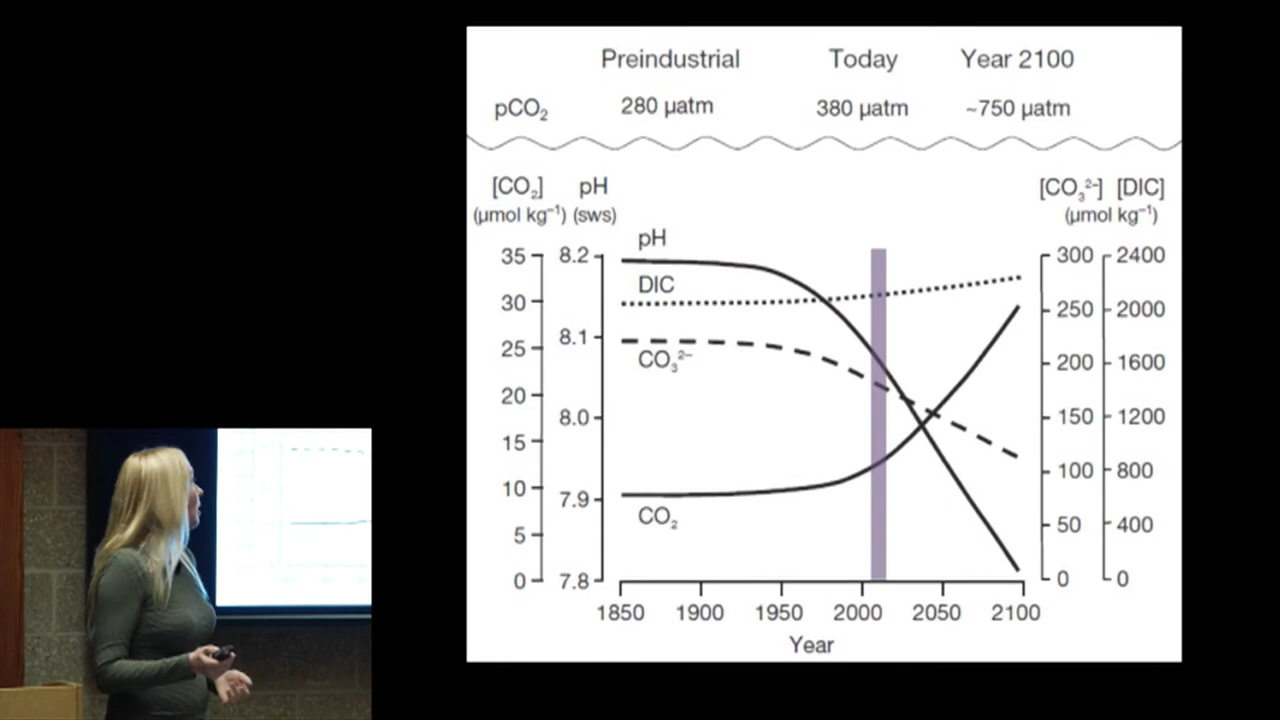 Preindustrial Today Year 2100
pCO₂ 280 µatm 380 µatm ~750 µatm
[CO₂] pH [CO₃²⁻] [DIC]
(µmol kg⁻¹) (sws) (µmol kg⁻¹)
pH
35 8.2 300 2400
DIC
30 250 2000
8.1
25 CO₃²⁻ 200 1600
20 8.0 150 1200
15
10 7.9 100 800
CO₂
5 50 400
0 7.8 0 0
1850 1900 1950 2000 2050 2100
Year